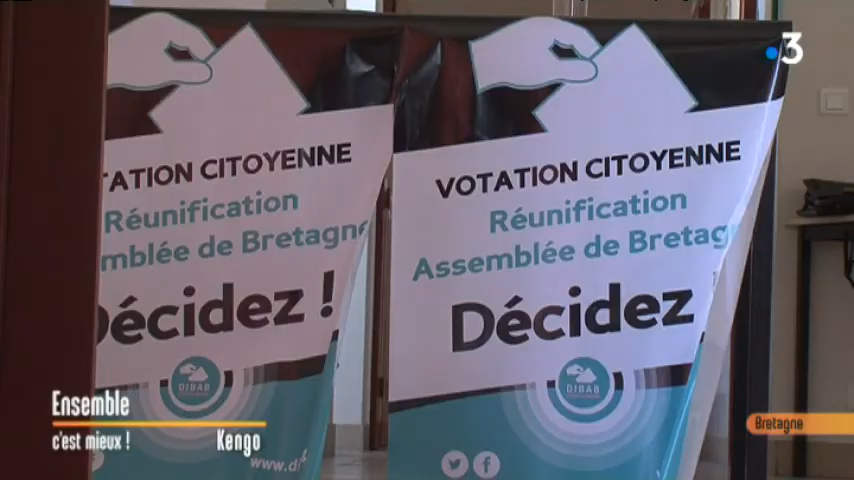 3
TATION CITOYENNE
Réunification
mblée de Bretagne
Décidez !
DIBAB
www.di
VOTATION CITOYENNE
Réunification
Assemblée de Bretag
Décidez !
DIBAB
Ensemble
c'est mieux !
Kengo
Bretagne